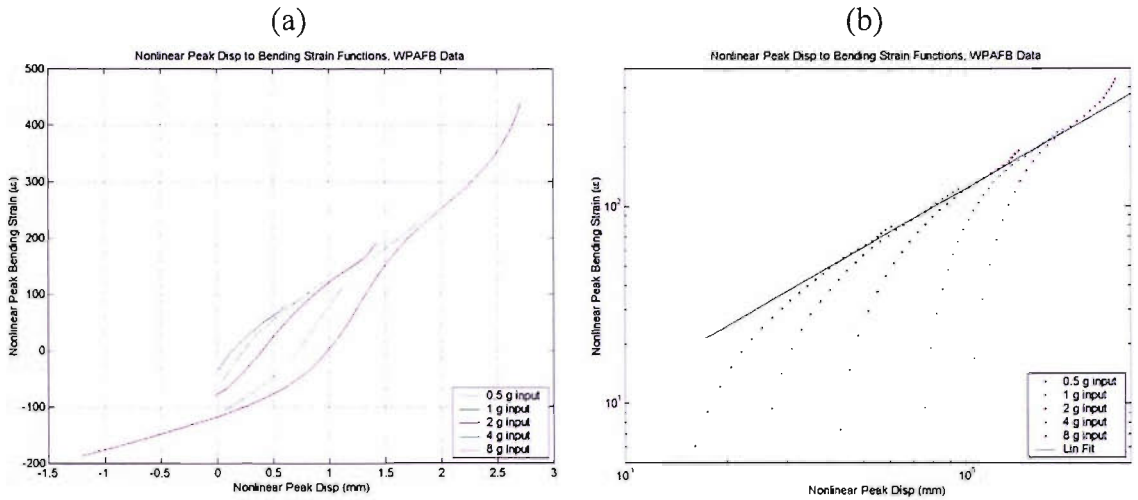 (a)
Nonlinear Peak Disp to Bending Strain Functions, WPAFB Data
500
400
300
200
100
0
-100
-200
Nonlinear Peak Bending Strain (με)
-1.5 -1 -0.5 0 0.5 1 1.5 2 2.5 3
Nonlinear Peak Disp (mm)
0.5 g input
1 g input
2 g input
4 g input
8 g input
(b)
Nonlinear Peak Disp to Bending Strain Functions, WPAFB Data
10²
10¹
Nonlinear Peak Bending Strain (με)
10⁻¹ 10⁰
Nonlinear Peak Disp (mm)
0.5 g input
1 g input
2 g input
4 g input
8 g input
Lin Fit